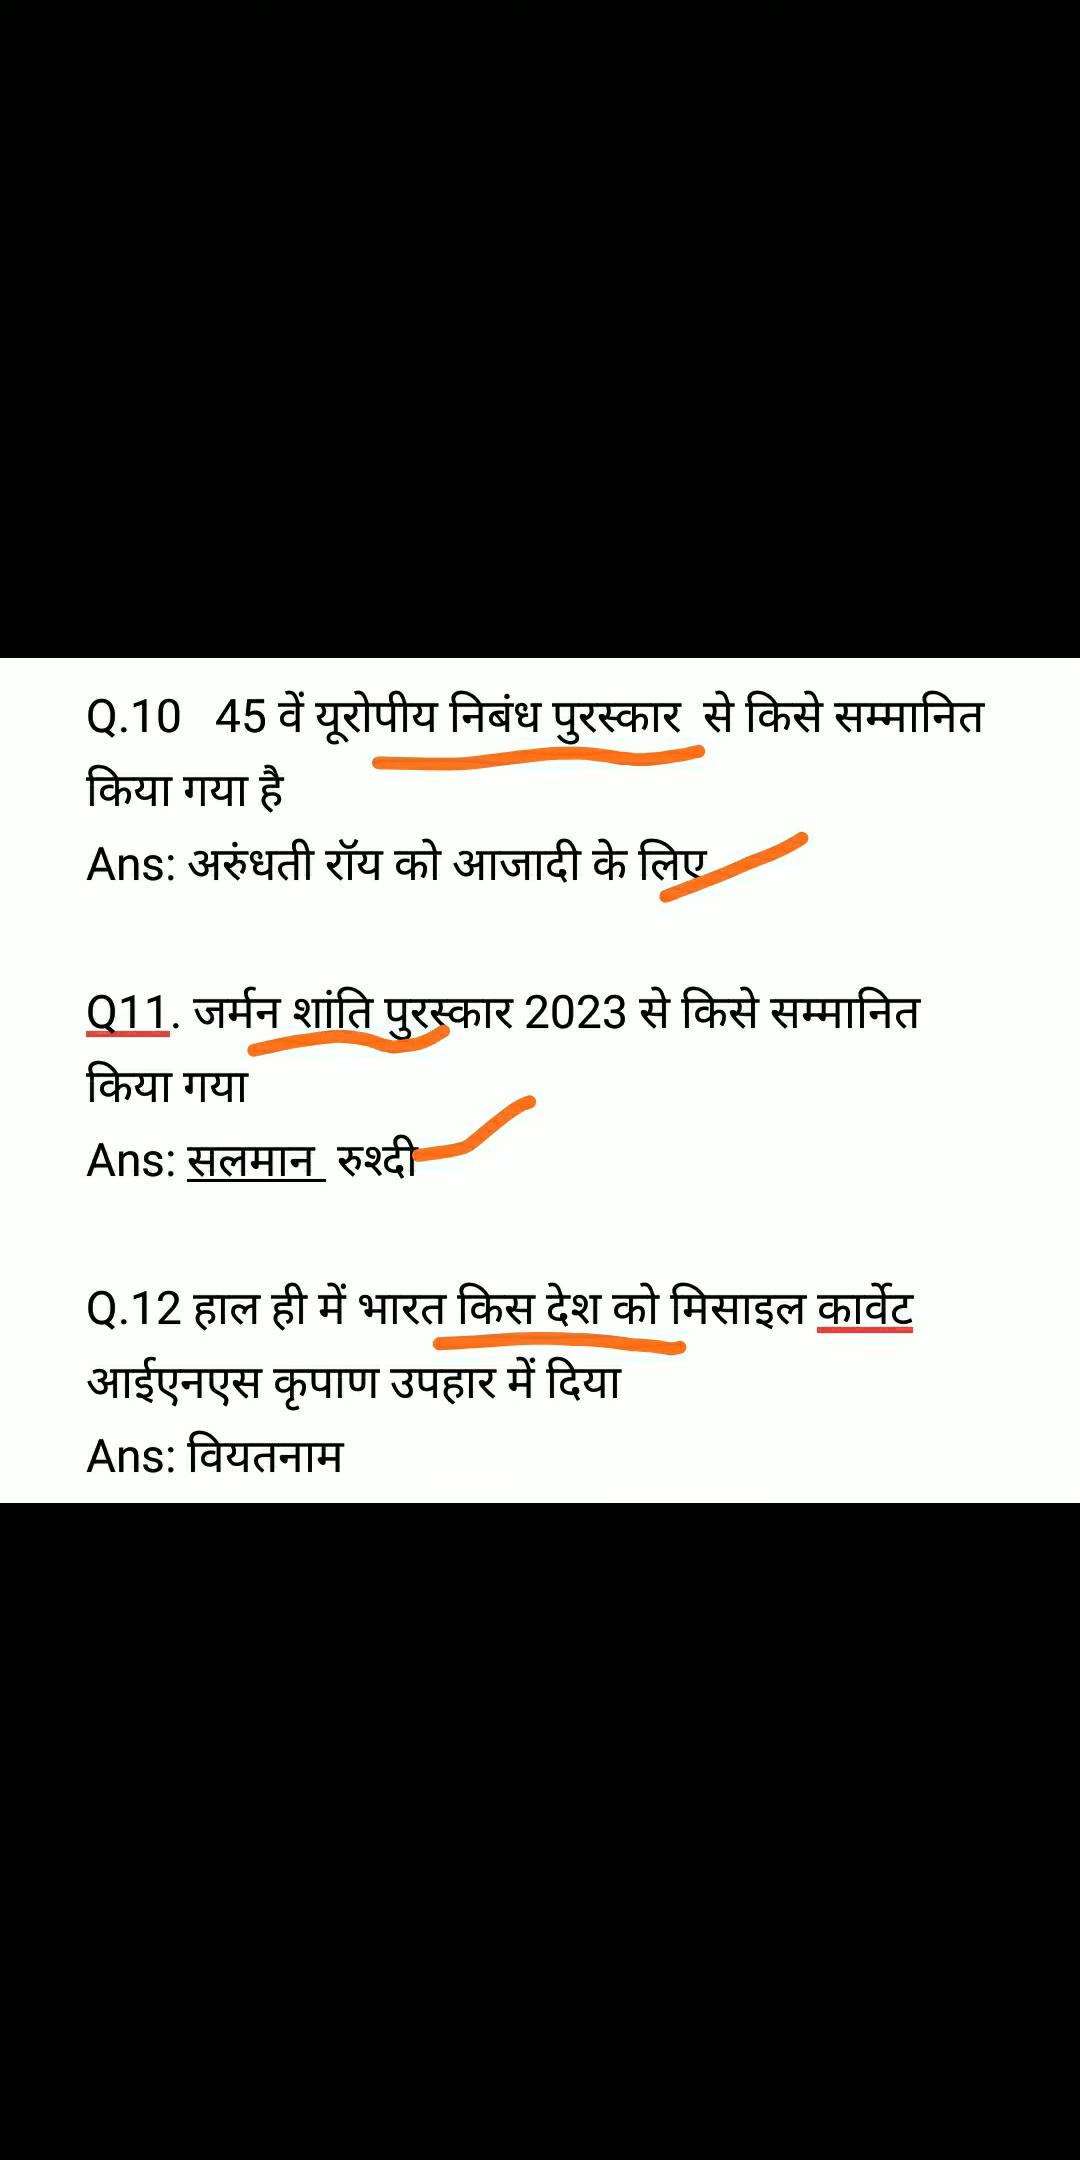 Q.10 45 वें यूरोपीय निबंध पुरस्कार से किसे सम्मानित
किया गया है
Ans: अरुंधती रॉय को आजादी के लिए
Q11. जर्मन शांति पुरस्कार 2023 से किसे सम्मानित
किया गया
Ans: सलमान रुश्दी
Q.12 हाल ही में भारत किस देश को मिसाइल कार्वेट
आईएनएस कृपाण उपहार में दिया
Ans: वियतनाम